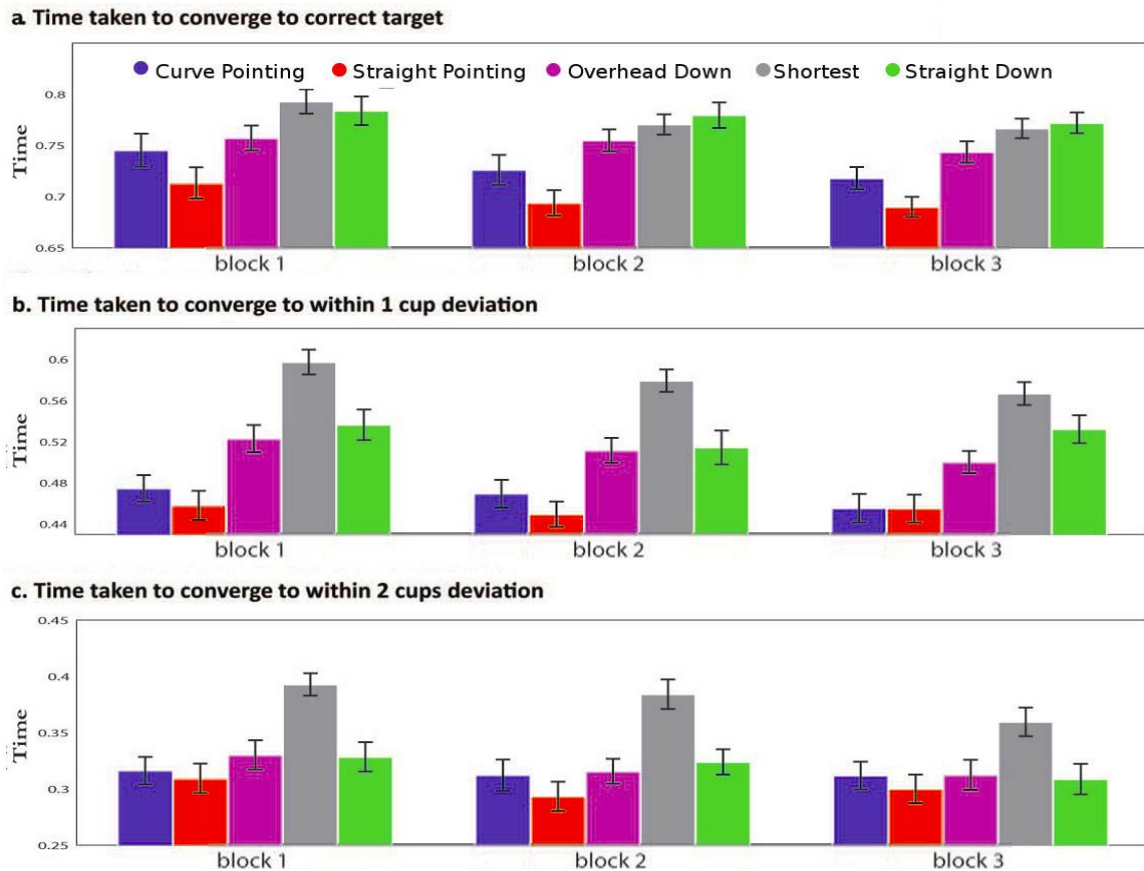 a. Time taken to converge to correct target
Curve Pointing Straight Pointing Overhead Down Shortest Straight Down
0.8
0.75
0.7
0.65
Time
block 1 block 2 block 3
b. Time taken to converge to within 1 cup deviation
0.6
0.56
0.52
0.48
0.44
Time
block 1 block 2 block 3
c. Time taken to converge to within 2 cups deviation
0.45
0.4
0.35
0.3
0.25
Time
block 1 block 2 block 3